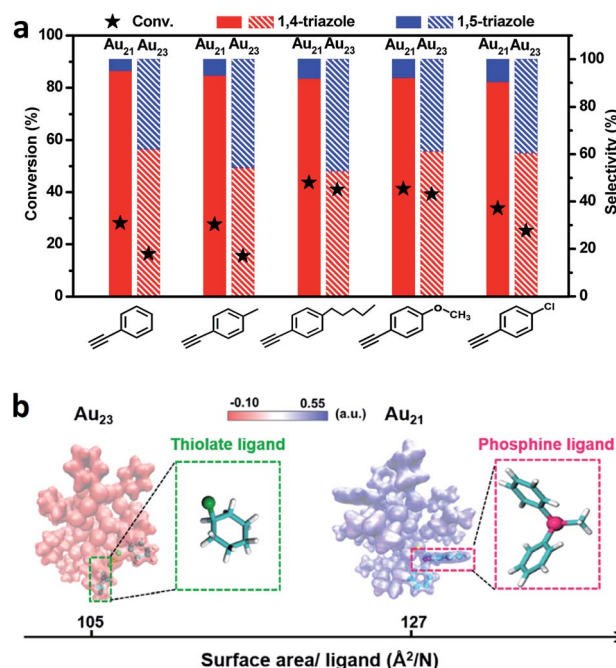 a
★ Conv. 1,4-triazole 1,5-triazole
Au21 Au23 Au21 Au23 Au21 Au23 Au21 Au23 Au21 Au23
100 100
80 80
60 60
40 40
20 20
0 0
Conversion (%)
Selectivity (%)
O CH3 Cl
b
-0.10 0.55
(a.u.)
Au23 Au21
Thiolate ligand Phosphine ligand
105 127
Surface area/ ligand (Å²/N)